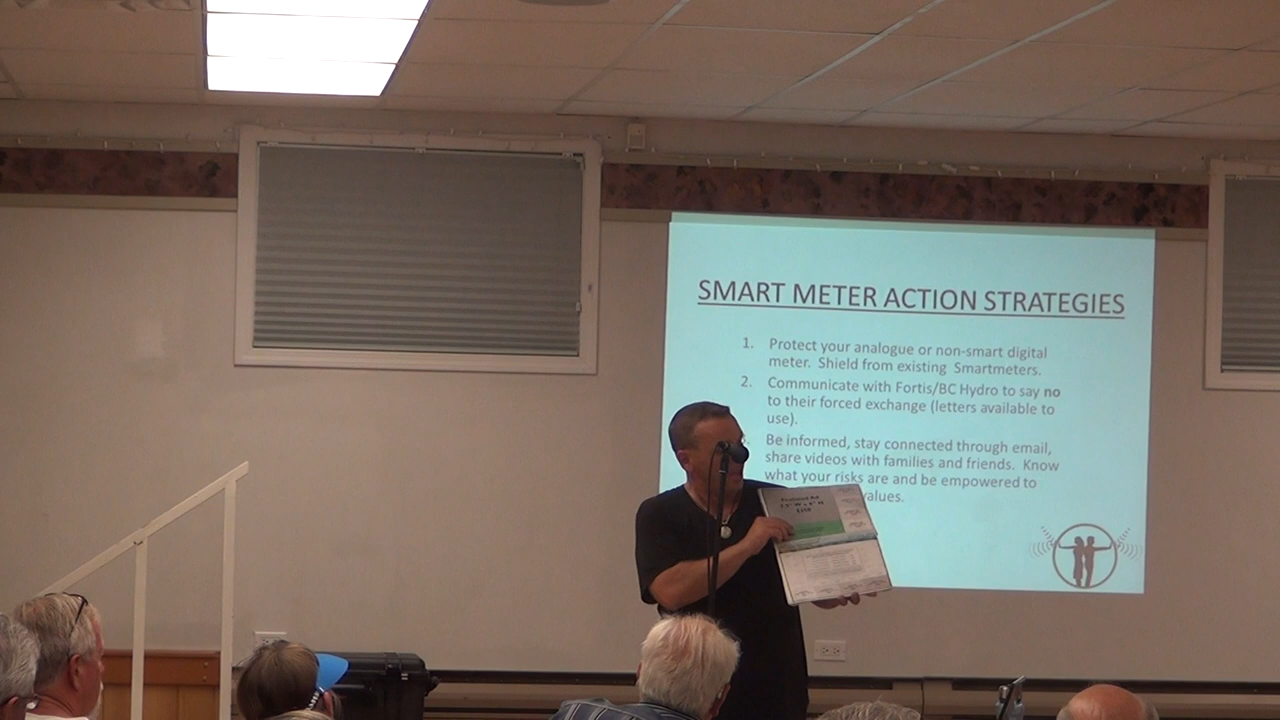 SMART METER ACTION STRATEGIES
1. Protect your analogue or non-smart digital
meter. Shield from existing Smartmeters.
2. Communicate with Fortis/BC Hydro to say no
to their forced exchange (letters available to
use).
Be informed, stay connected through email,
share videos with families and friends. Know
what your risks are and be empowered to
values.